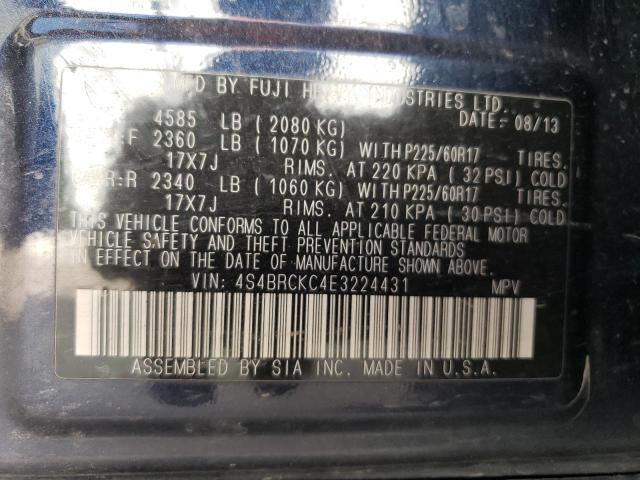 D BY FUJI INDUSTRIES LTD.
4585 LB (2080 KG) DATE: 08/13
F 2360 LB (1070 KG) WITH P225/60R17 TIRES.
17X7J RIMS. AT 220 KPA (32 PSI) COLD
R:R 2340 LB (1060 KG) WITH P225/60R17 TIRES.
17X7J RIMS. AT 210 KPA (30 PSI) COLD
THIS VEHICLE CONFORMS TO ALL APPLICABLE FEDERAL MOTOR
VEHICLE SAFETY AND THEFT PREVENTION STANDARDS
IN EFFECT ON THE DATE OF MANUFACTURE SHOWN ABOVE.
VIN: 4S4BRCKC4E3224431 MPV
ASSEMBLED BY SIA INC. MADE IN U.S.A.